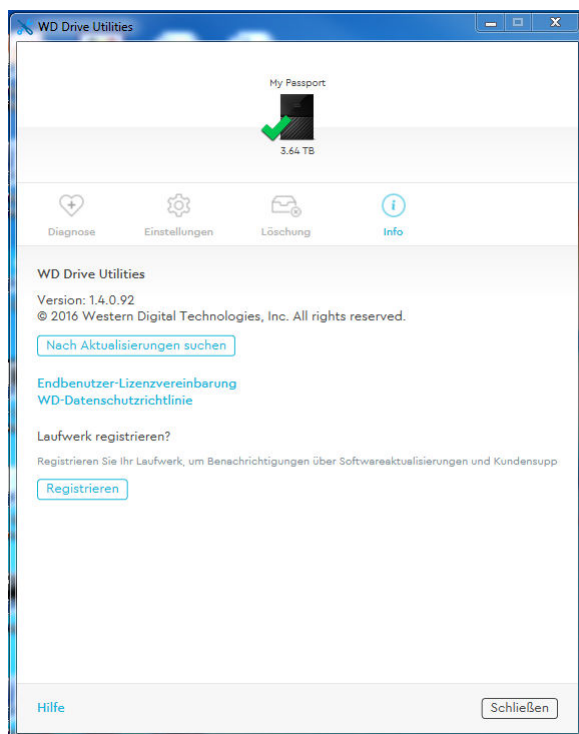 WD Drive Utilities
My Passport
3.64 TB
Diagnose
Einstellungen
Löschung
Info
WD Drive Utilities
Version: 1.4.0.92
© 2016 Western Digital Technologies, Inc. All rights reserved.
Nach Aktualisierungen suchen
Endbenutzer-Lizenzvereinbarung
WD-Datenschutzrichtlinie
Laufwerk registrieren?
Registrieren Sie Ihr Laufwerk, um Benachrichtigungen über Softwareaktualisierungen und Kundensupp
Registrieren
Hilfe
Schließen